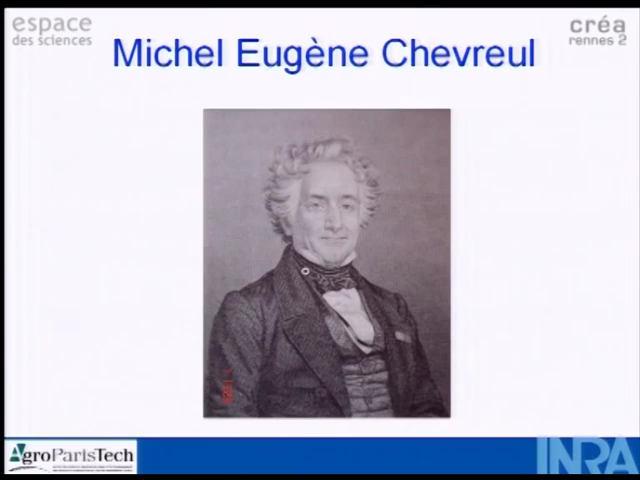 espace
des sciences
créa
rennes 2
Michel Eugène Chevreul
AgroParisTech
INRA